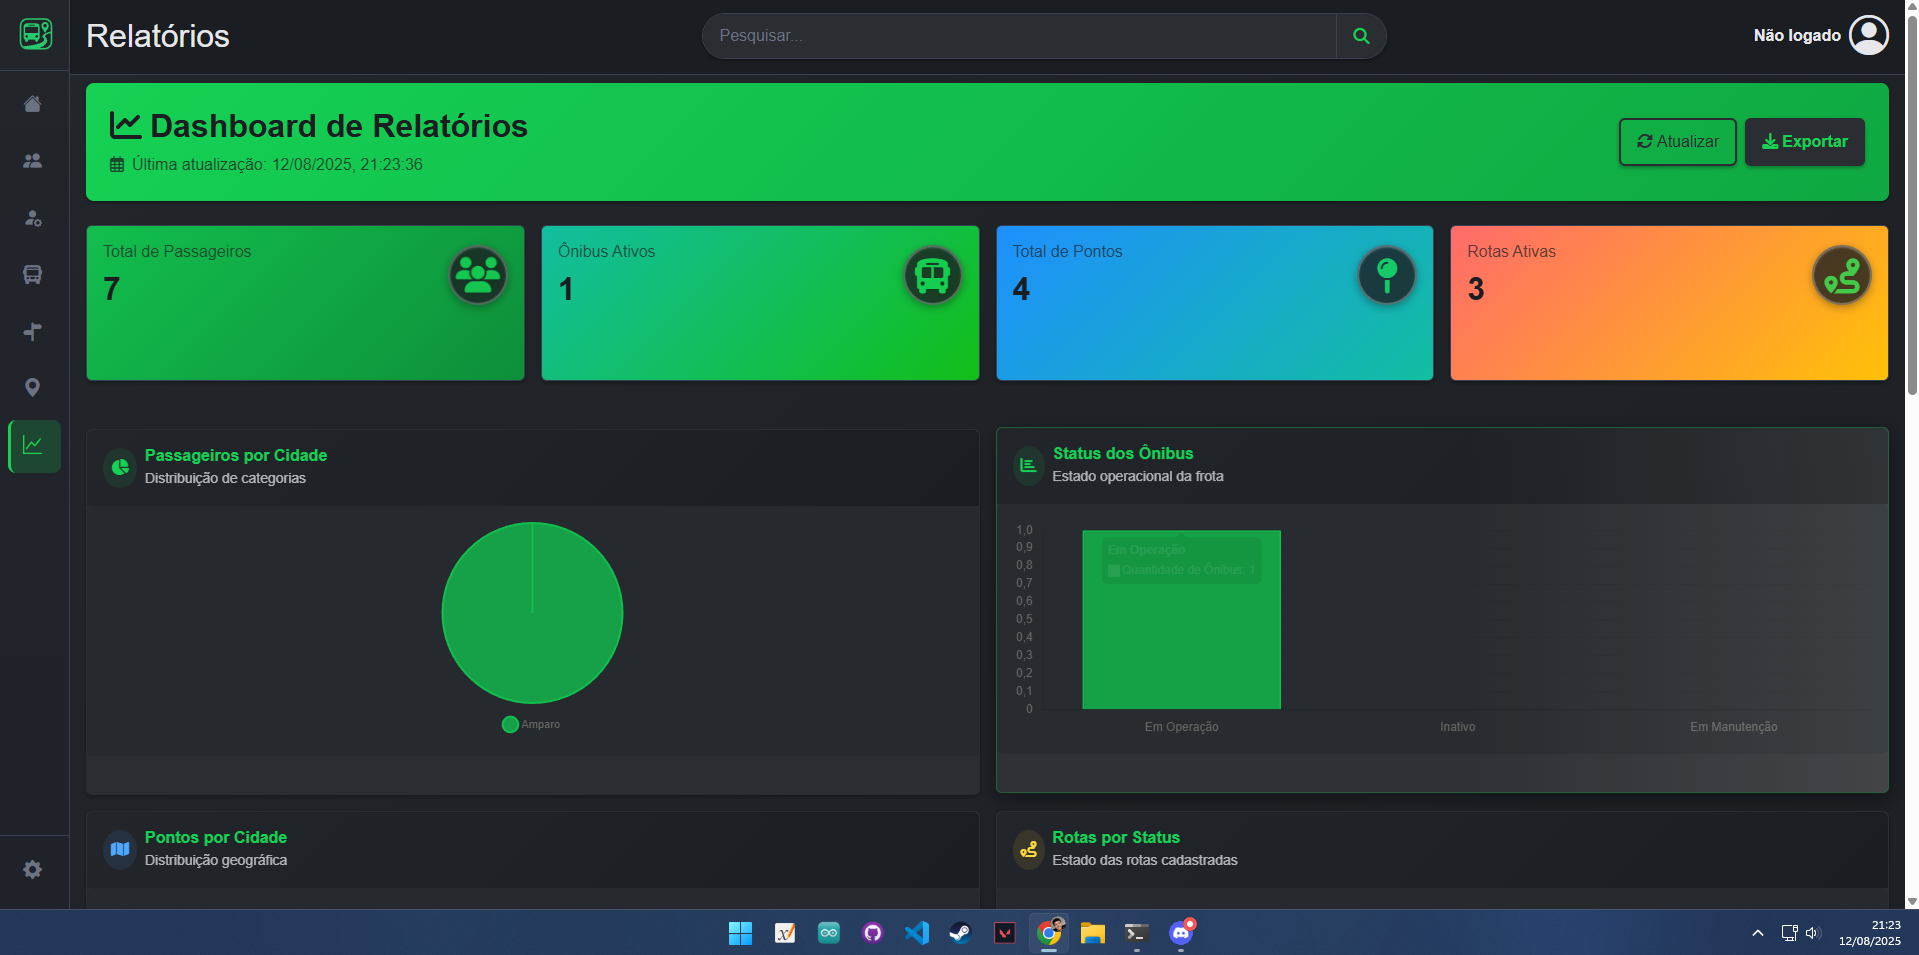 Relatórios
Pesquisar...
Não logado
Dashboard de Relatórios
Última atualização: 12/08/2025, 21:23:36
Atualizar
Exportar
Total de Passageiros
7
Ônibus Ativos
1
Total de Pontos
4
Rotas Ativas
3
Passageiros por Cidade
Distribuição de categorias
Amparo
Status dos Ônibus
Estado operacional da frota
1,0
0,9
0,8
0,7
0,6
0,5
0,4
0,3
0,2
0,1
0
Em Operação
Quantidade de Ônibus: 1
Em Operação
Inativo
Em Manutenção
Pontos por Cidade
Distribuição geográfica
Rotas por Status
Estado das rotas cadastradas
21:23
12/08/2025